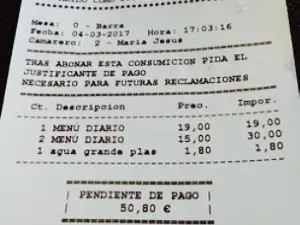 Mesa: 0 - Barra
Fecha: 04-03-2017 Hora: 17:03:16
Camarero: 2 - Maria Jesus
TRAS ABONAR ESTA CONSUMICION PIDA EL
JUSTIFICANTE DE PAGO
NECESARIO PARA FUTURAS RECLAMACIONES
Ct. Descripcion Prec. Impor.
1 MENU DIARIO 19,00 19,00
2 MENU DIARIO 15,00 30,00
1 agua grande plas 1,80 1,80
PENDIENTE DE PAGO
50,80 €